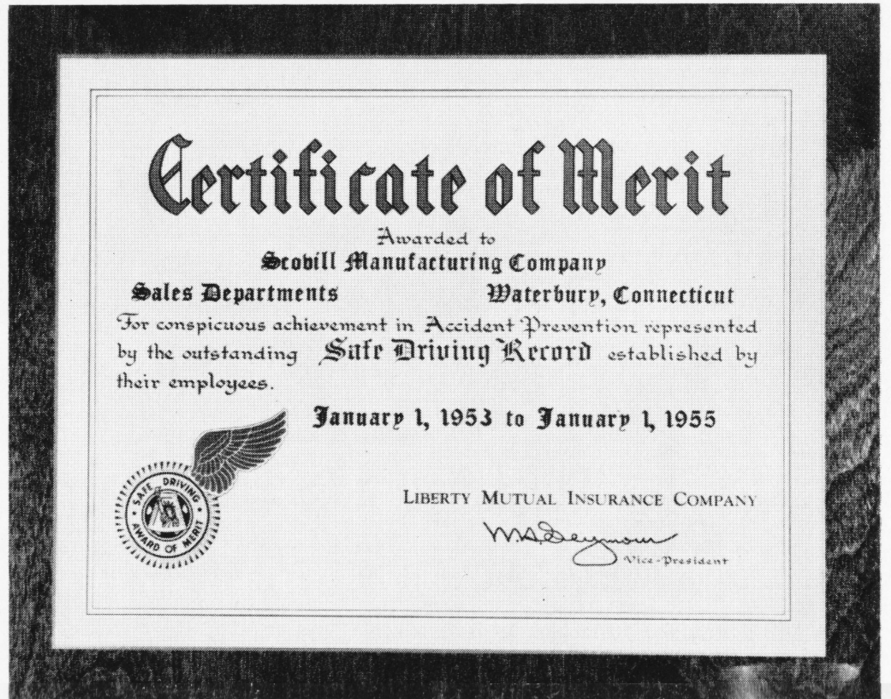 Certificate of Merit
Awarded to
Scovill Manufacturing Company
Sales Departments Waterbury, Connecticut
For conspicuous achievement in Accident Prevention represented
by the outstanding Safe Driving Record established by
their employees.
January 1, 1953 to January 1, 1955
SAFE DRIVING
AWARD OF MERIT
LIBERTY MUTUAL INSURANCE COMPANY
W.A. Seymour
Vice-President